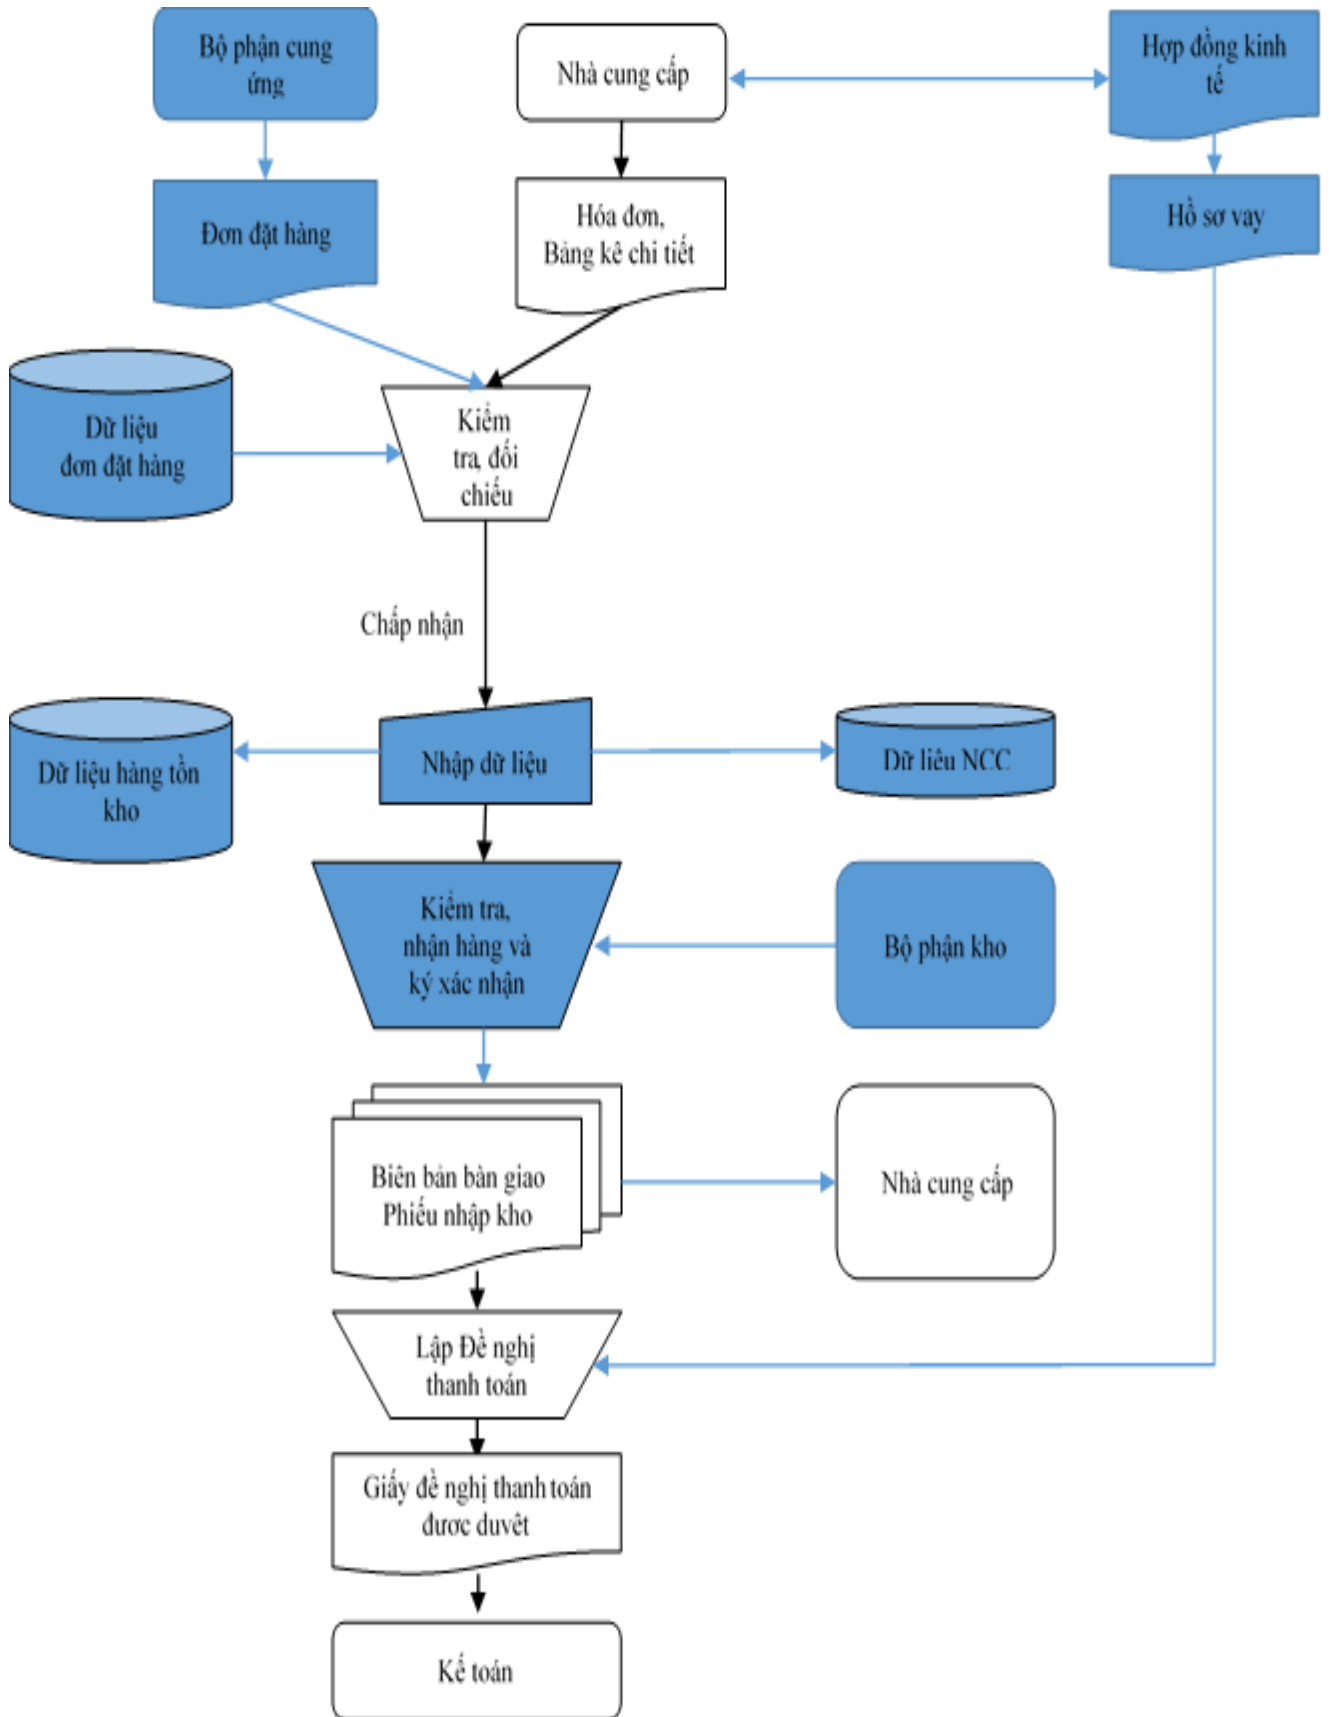 Bộ phận cung
ứng
Nhà cung cấp
Hợp đồng kinh
tế
Đơn đặt hàng
Hóa đơn,
Bảng kê chi tiết
Hồ sơ vay
Dữ liệu
đơn đặt hàng
Kiểm
tra, đối
chiếu
Chấp nhận
Dữ liệu hàng tồn
kho
Nhập dữ liệu
Dữ liêu NCC
Kiểm tra,
nhận hàng và
ký xác nhận
Bộ phận kho
Biên bản bàn giao
Phiếu nhập kho
Nhà cung cấp
Lập Đề nghị
thanh toán
Giấy đề nghị thanh toán
đươc duvêt
Kế toán